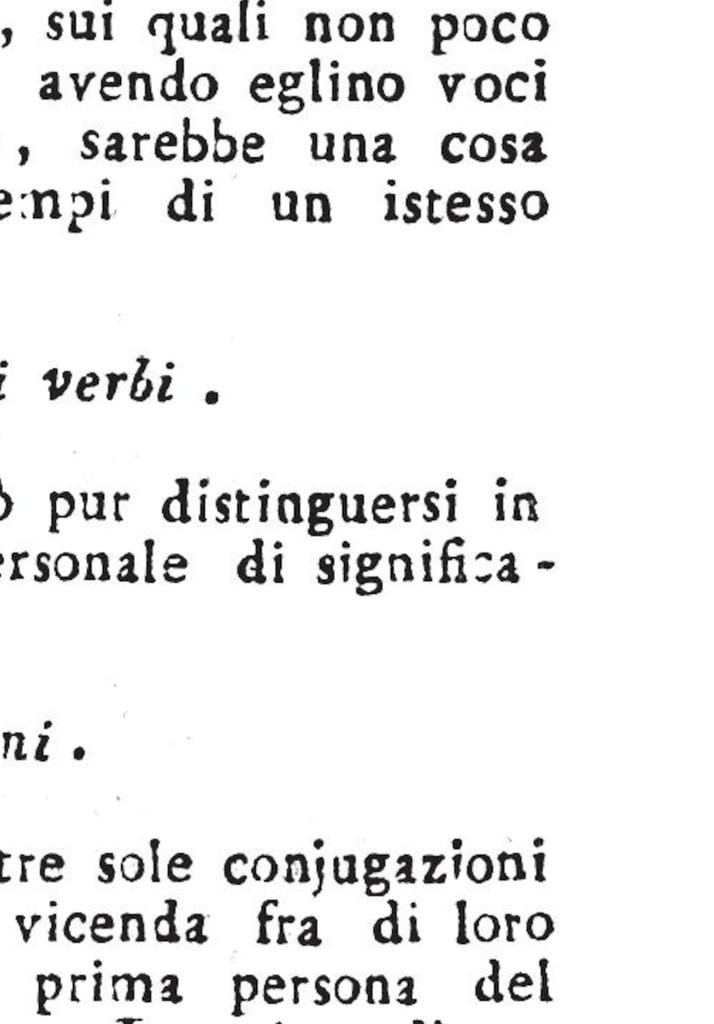 , sui quali non poco
avendo eglino voci
, sarebbe una cosa
empi di un istesso
i verbi .
ò pur distinguersi in
ersonale di significa-
ni .
tre sole conjugazioni
vicenda fra di loro
prima persona del